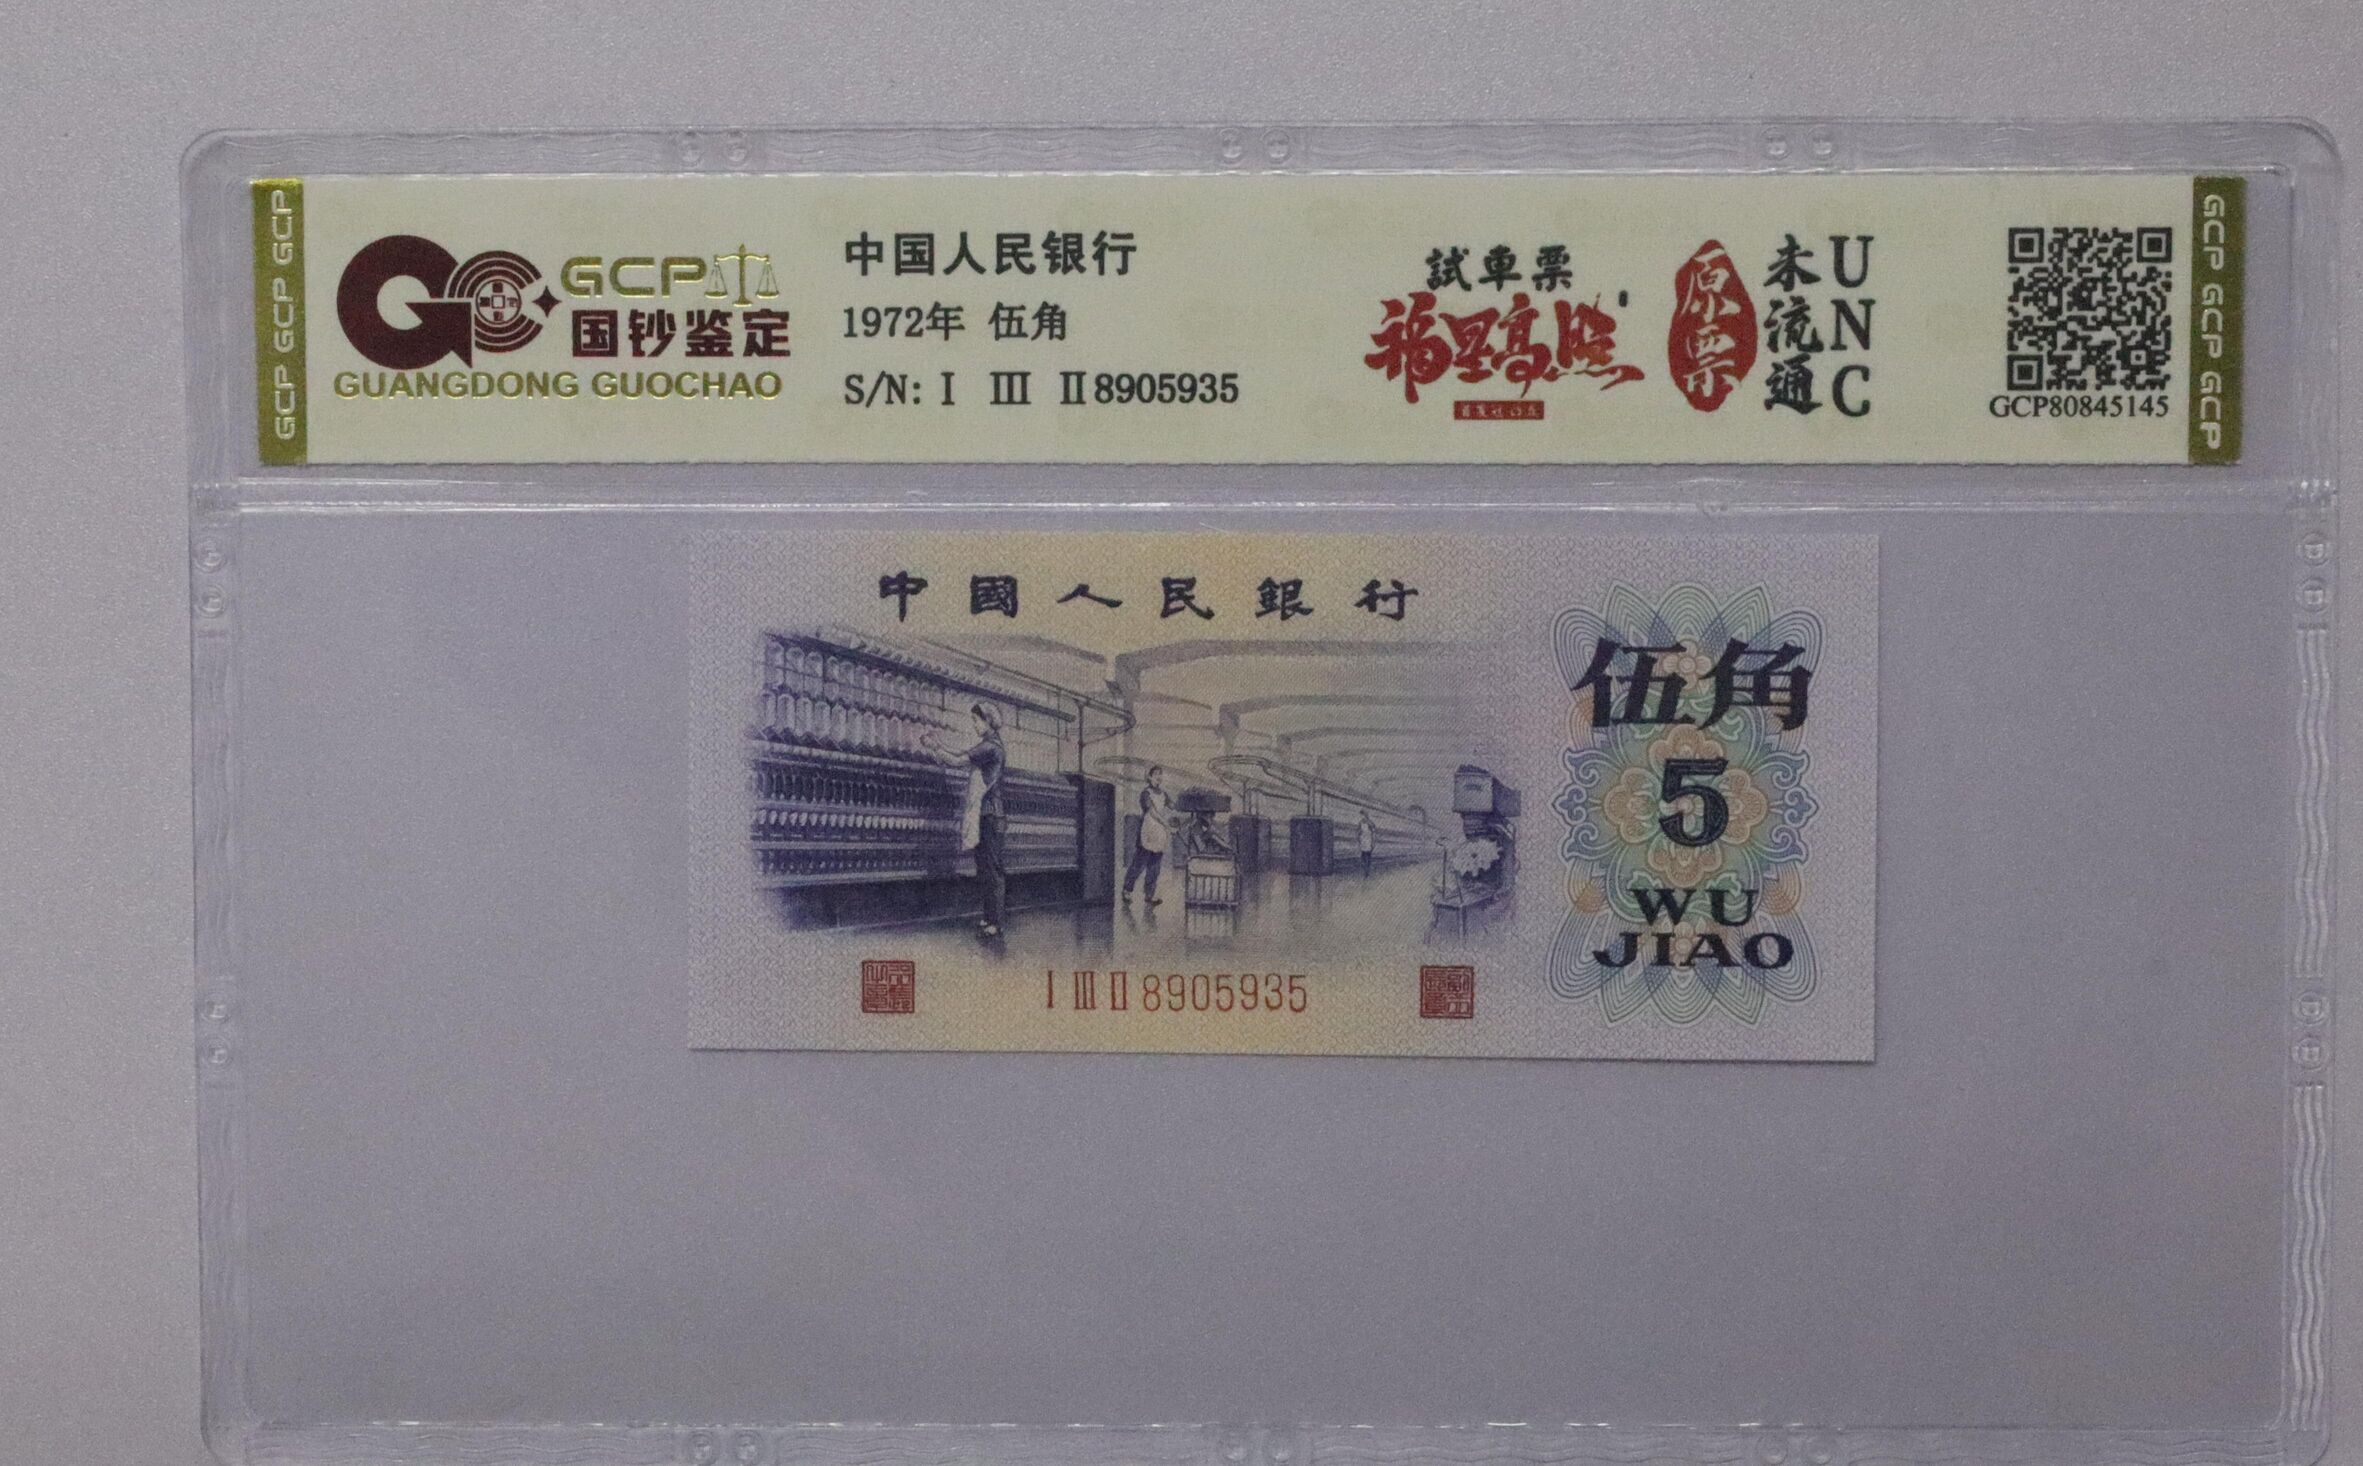 GCP GCP GCP
GCP
国钞鉴定
GUANGDONG GUOCHAO
中国人民银行
1972年 伍角
S/N: Ⅰ Ⅲ Ⅱ8905935
試車票
福星高照
原票
未流通
UNC
GCP80845145
GCP GCP GCP GCP
中國人民銀行
伍角
5
WU
JIAO
Ⅰ Ⅲ Ⅱ 8905935